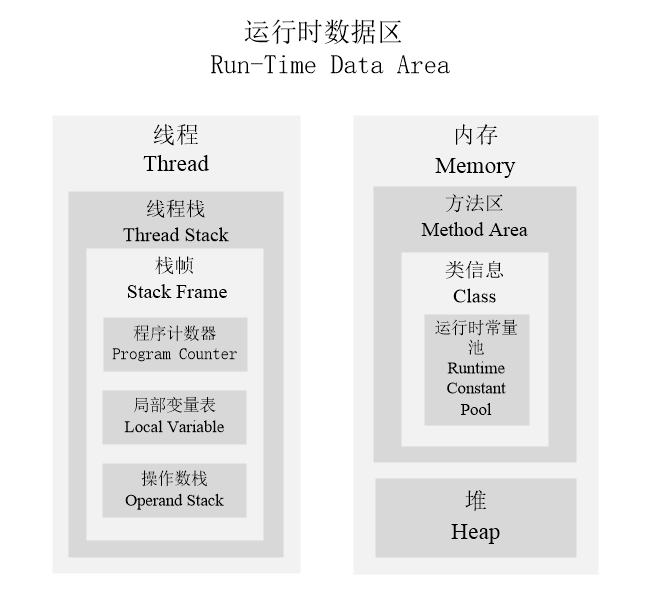 运行时数据区
Run-Time Data Area
线程
Thread
线程栈
Thread Stack
栈帧
Stack Frame
程序计数器
Program Counter
局部变量表
Local Variable
操作数栈
Operand Stack
内存
Memory
方法区
Method Area
类信息
Class
运行时常量
池
Runtime
Constant
Pool
堆
Heap